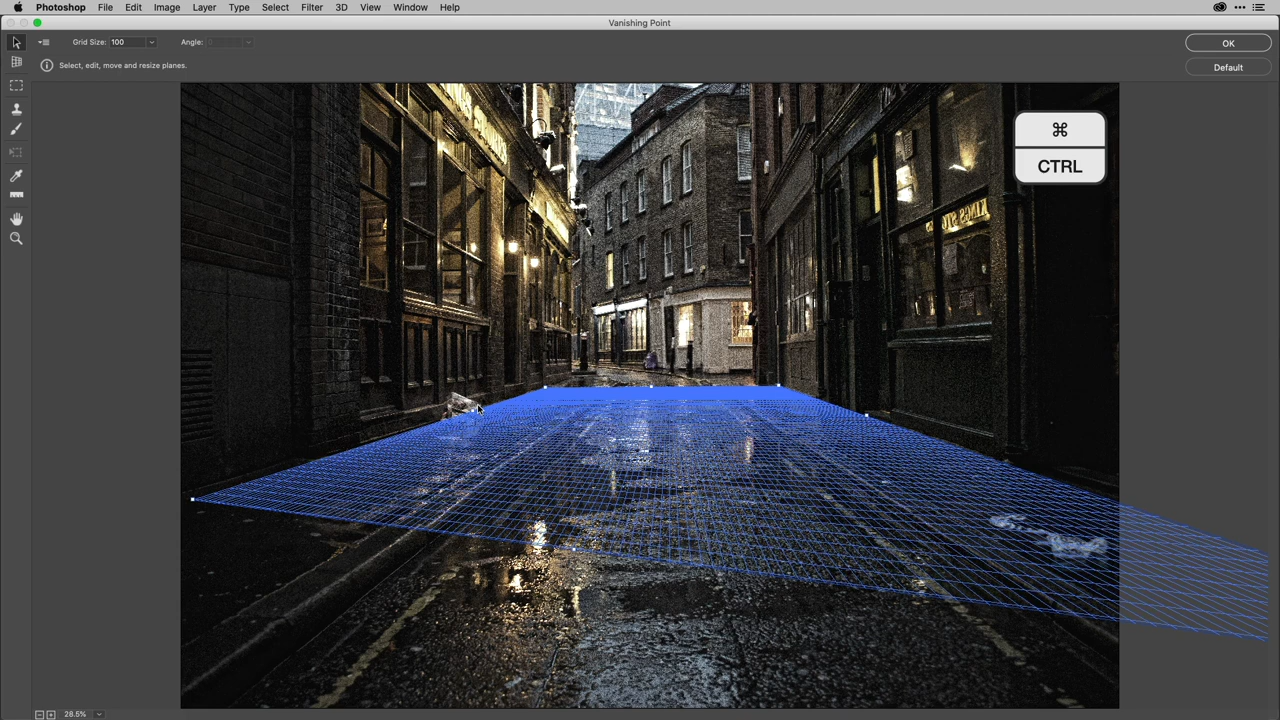 Photoshop File Edit Image Layer Type Select Filter 3D View Window Help
Vanishing Point
Grid Size: 100 Angle:
OK
Select, edit, move and resize planes.
Default
⌘
CTRL
28.5%